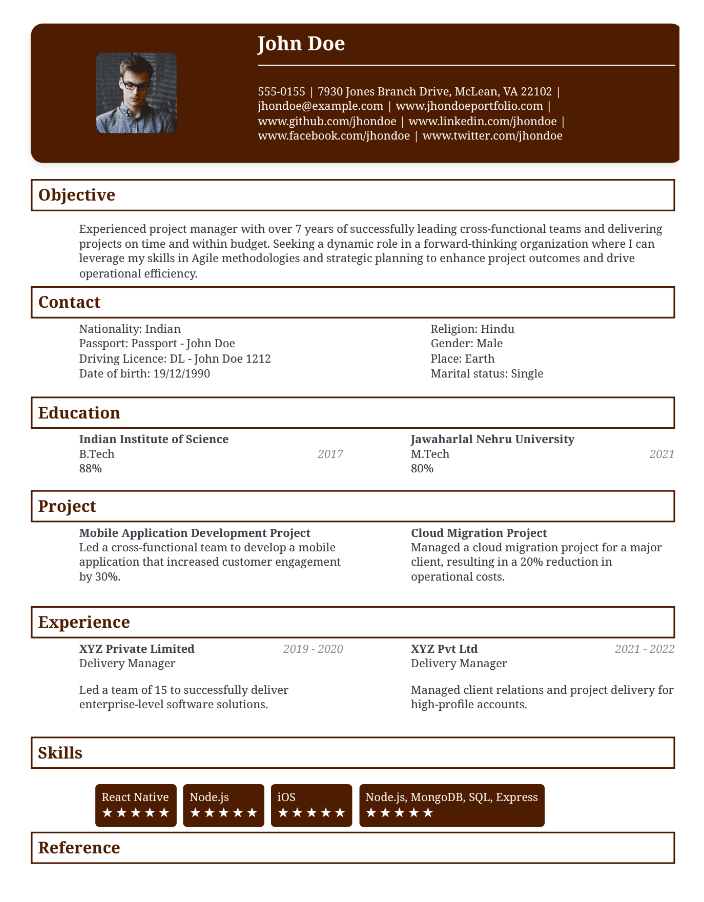 John Doe
555-0155 | 7930 Jones Branch Drive, McLean, VA 22102 |
jhondoe@example.com | www.jhondoeportfolio.com |
www.github.com/jhondoe | www.linkedin.com/jhondoe |
www.facebook.com/jhondoe | www.twitter.com/jhondoe
Objective
Experienced project manager with over 7 years of successfully leading cross-functional teams and delivering
projects on time and within budget. Seeking a dynamic role in a forward-thinking organization where I can
leverage my skills in Agile methodologies and strategic planning to enhance project outcomes and drive
operational efficiency.
Contact
Nationality: Indian
Passport: Passport - John Doe
Driving Licence: DL - John Doe 1212
Date of birth: 19/12/1990
Religion: Hindu
Gender: Male
Place: Earth
Marital status: Single
Education
Indian Institute of Science
B.Tech 2017
88%
Jawaharlal Nehru University
M.Tech 2021
80%
Project
Mobile Application Development Project
Led a cross-functional team to develop a mobile
application that increased customer engagement
by 30%.
Cloud Migration Project
Managed a cloud migration project for a major
client, resulting in a 20% reduction in
operational costs.
Experience
XYZ Private Limited 2019 - 2020
Delivery Manager
Led a team of 15 to successfully deliver
enterprise-level software solutions.
XYZ Pvt Ltd 2021 - 2022
Delivery Manager
Managed client relations and project delivery for
high-profile accounts.
Skills
React Native
★★★★★
Node.js
★★★★★
iOS
★★★★★
Node.js, MongoDB, SQL, Express
★★★★★
Reference